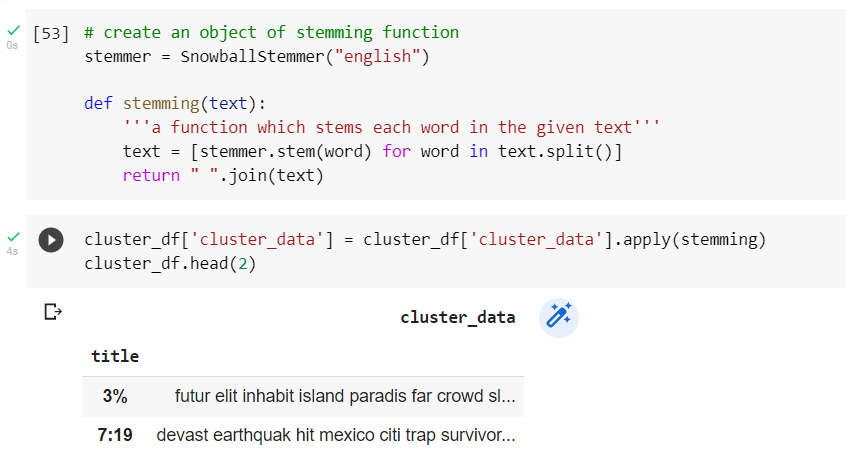 [53] # create an object of stemming function
stemmer = SnowballStemmer("english")
def stemming(text):
'''a function which stems each word in the given text'''
text = [stemmer.stem(word) for word in text.split()]
return " ".join(text)
0s
cluster_df['cluster_data'] = cluster_df['cluster_data'].apply(stemming)
cluster_df.head(2)
4s
cluster_data
title
3% futur elit inhabit island paradis far crowd sl...
7:19 devast earthquak hit mexico citi trap survivor...